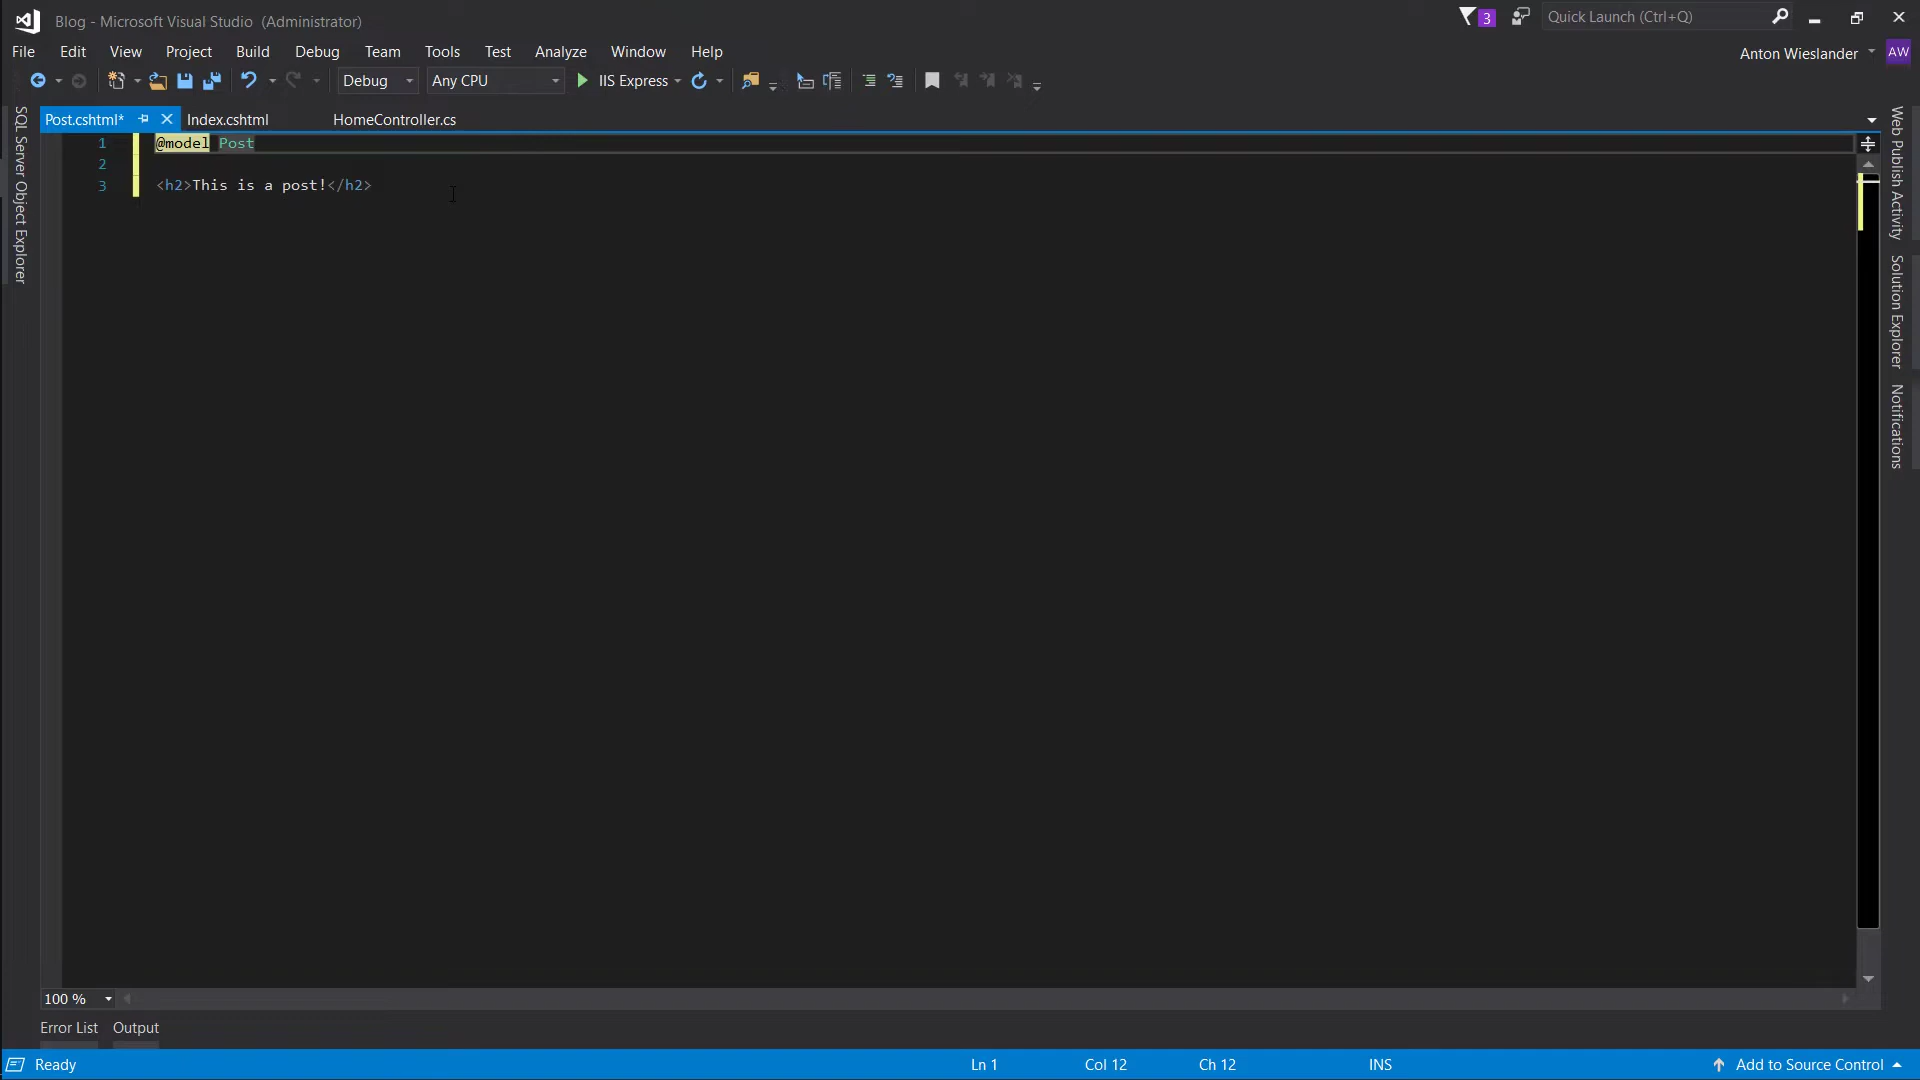 Blog - Microsoft Visual Studio (Administrator)
3
Quick Launch (Ctrl+Q)
File Edit View Project Build Debug Team Tools Test Analyze Window Help
Anton Wieslander
AW
Debug Any CPU IIS Express
Post.cshtml* Index.cshtml HomeController.cs
SQL Server Object Explorer
1 @model Post
2
3 <h2>This is a post!</h2>
Web Publish Activity
Solution Explorer
Notifications
100 %
Error List Output
Ready Ln 1 Col 12 Ch 12 INS Add to Source Control